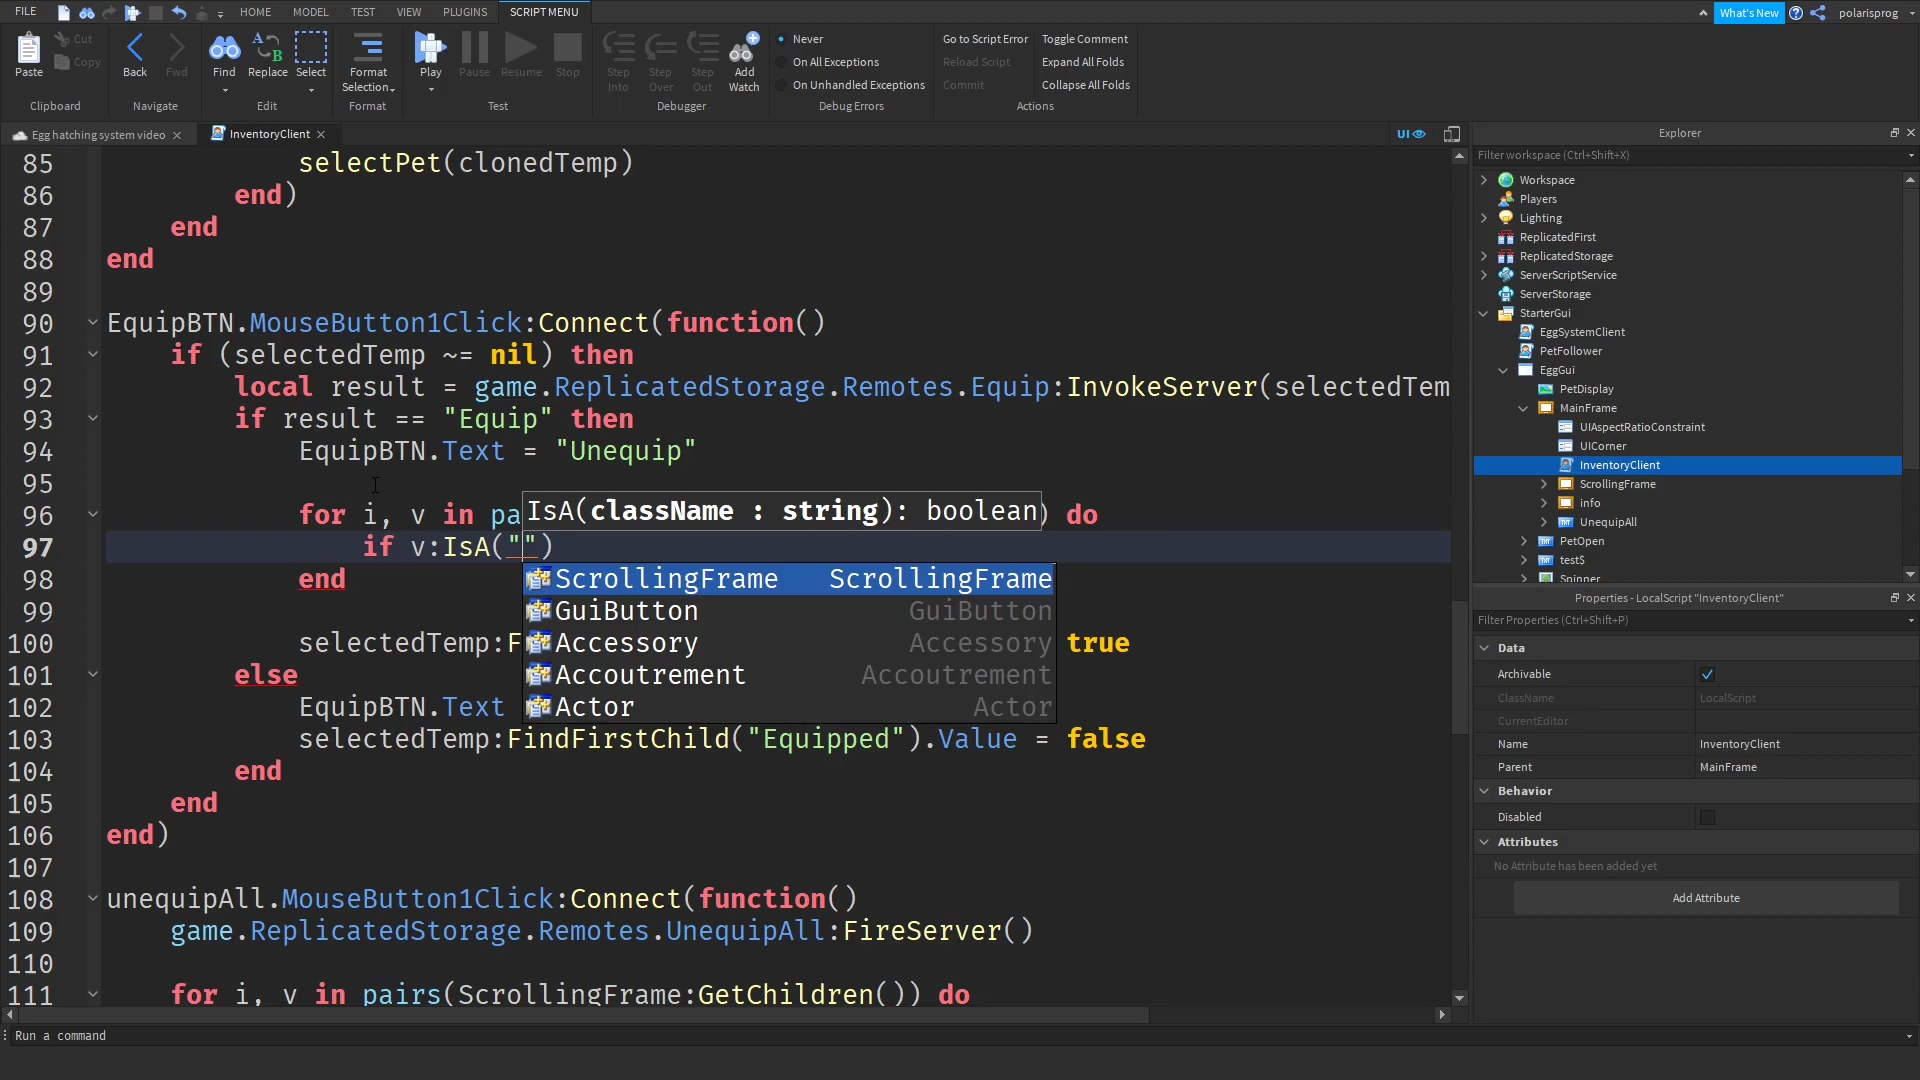 FILE HOME MODEL TEST VIEW PLUGINS SCRIPT MENU What's New polarisprog
Paste Cut Copy Back Fwd Find Replace Select Format Selection Play Pause Resume Stop Step Into Step Over Step Out Add Watch
Never
On All Exceptions
On Unhandled Exceptions
Go to Script Error Toggle Comment
Reload Script Expand All Folds
Commit Collapse All Folds
Clipboard Navigate Edit Format Test Debugger Debug Errors Actions
Egg hatching system video InventoryClient UI
85 selectPet(clonedTemp)
86 end)
87 end
88 end
89
90 EquipBTN.MouseButton1Click:Connect(function()
91 if (selectedTemp ~= nil) then
92 local result = game.ReplicatedStorage.Remotes.Equip:InvokeServer(selectedTem
93 if result == "Equip" then
94 EquipBTN.Text = "Unequip"
95
96 for i, v in pa ) do
IsA(className : string): boolean
97 if v:IsA("")
98 end
ScrollingFrame ScrollingFrame
GuiButton GuiButton
Accessory Accessory
Accoutrement Accoutrement
Actor Actor
99
100 selectedTemp:F true
101 else
102 EquipBTN.Text
103 selectedTemp:FindFirstChild("Equipped").Value = false
104 end
105 end
106 end)
107
108 unequipAll.MouseButton1Click:Connect(function()
109 game.ReplicatedStorage.Remotes.UnequipAll:FireServer()
110
111 for i, v in pairs(ScrollingFrame:GetChildren()) do
Run a command
Explorer
Filter workspace (Ctrl+Shift+X)
Workspace
Players
Lighting
ReplicatedFirst
ReplicatedStorage
ServerScriptService
ServerStorage
StarterGui
EggSystemClient
PetFollower
EggGui
PetDisplay
MainFrame
UIAspectRatioConstraint
UICorner
InventoryClient
ScrollingFrame
info
UnequipAll
PetOpen
test$
Spinner
Properties - LocalScript "InventoryClient"
Filter Properties (Ctrl+Shift+P)
Data
Archivable
ClassName LocalScript
CurrentEditor
Name InventoryClient
Parent MainFrame
Behavior
Disabled
Attributes
No Attribute has been added yet
Add Attribute